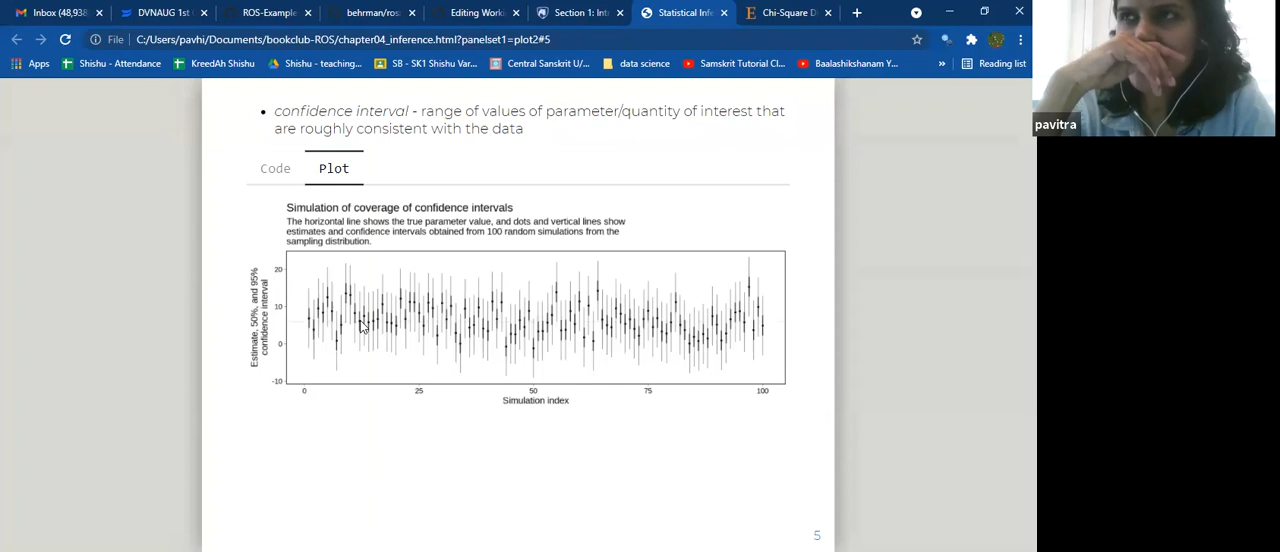 Inbox (48,938
DVNAUG 1st
ROS-Example
behrman/ros
Editing Work
Section 1: Int
Statistical Infe
Chi-Square D
File
C:/Users/pavhi/Documents/bookclub-ROS/chapter04_inference.html?panelset1=plot2#5
Apps
Shishu - Attendance
KreedAh Shishu
Shishu - teaching...
SB - SK1 Shishu Var...
Central Sanskrit U/...
data science
Samskrit Tutorial Cl...
Baalashikshanam Y...
»
Reading list
pavitra
• confidence interval - range of values of parameter/quantity of interest that
are roughly consistent with the data
Code
Plot
Simulation of coverage of confidence intervals
The horizontal line shows the true parameter value, and dots and vertical lines show
estimates and confidence intervals obtained from 100 random simulations from the
sampling distribution.
Estimate, 50%, and 95%
confidence interval
20
10
0
-10
0
25
50
75
100
Simulation index
5